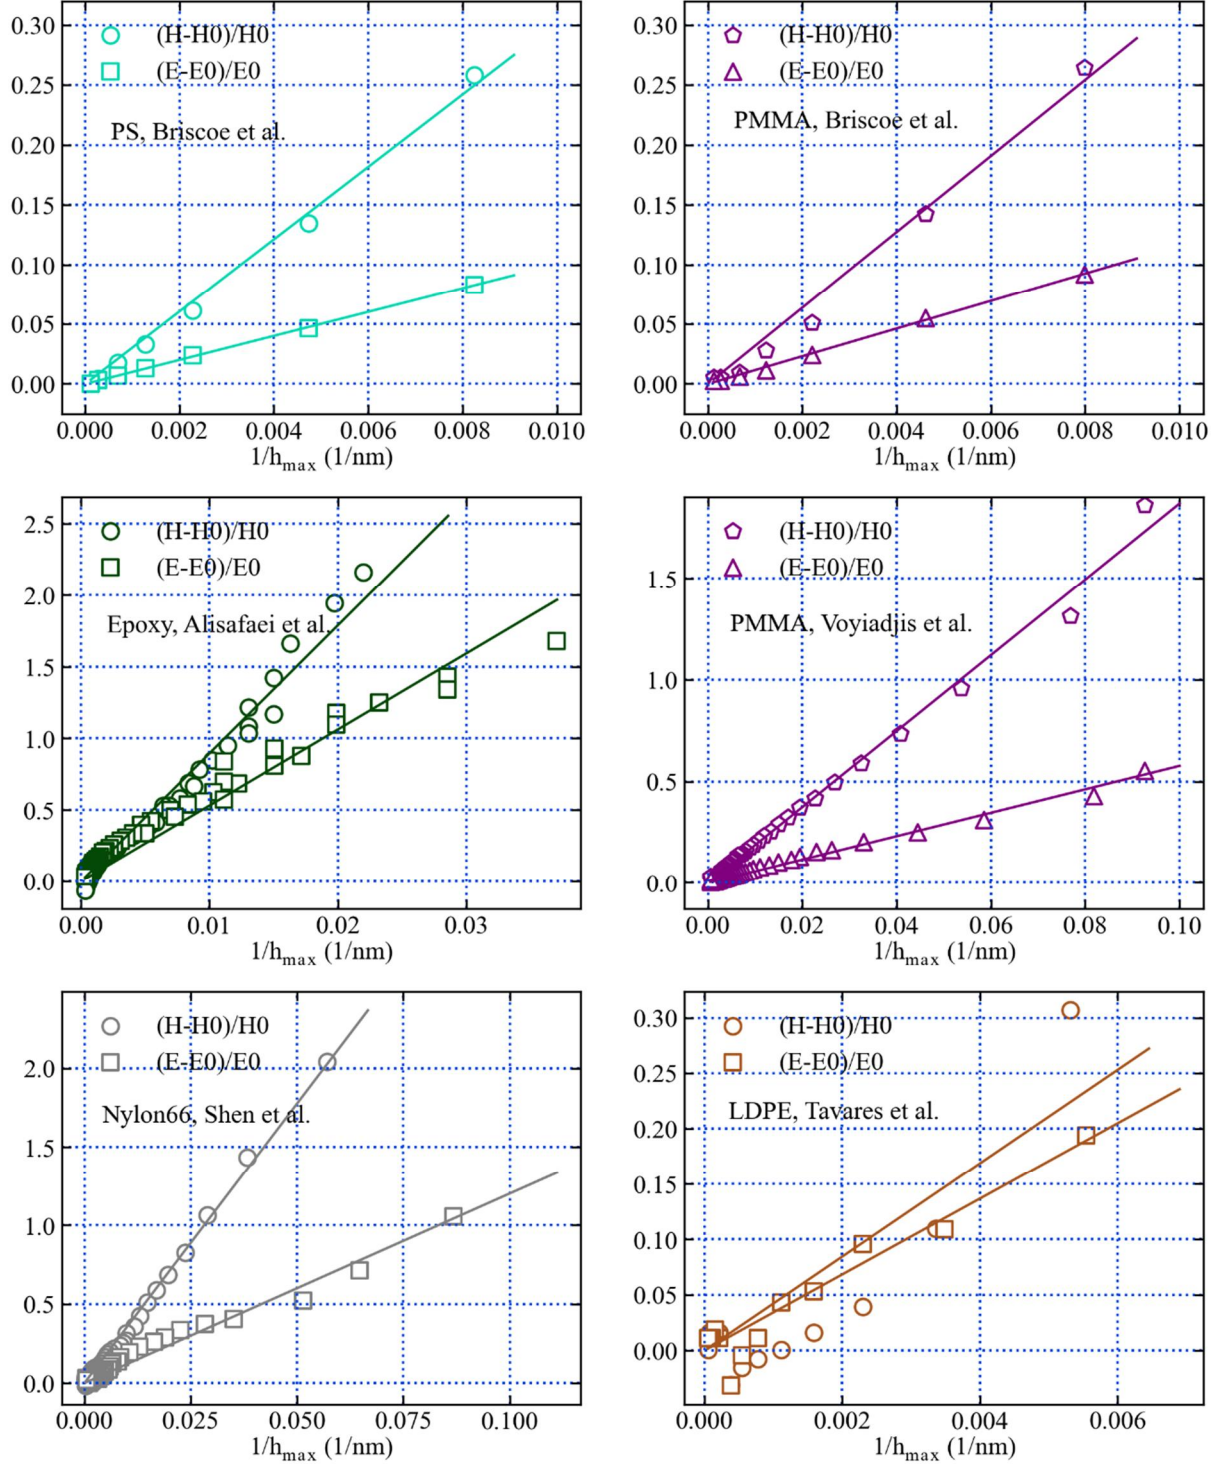 0.30
(H-H0)/H0
0.25
(E-E0)/E0
PS, Briscoe et al.
0.20
0.15
0.10
0.05
0.00
0.000 0.002 0.004 0.006 0.008 0.010
1/hmax (1/nm)
0.30
(H-H0)/H0
0.25
(E-E0)/E0
PMMA, Briscoe et al.
0.20
0.15
0.10
0.05
0.00
0.000 0.002 0.004 0.006 0.008 0.010
1/hmax (1/nm)
2.5
(H-H0)/H0
(E-E0)/E0
2.0
Epoxy, Alisafaei et al.
1.5
1.0
0.5
0.0
0.00 0.01 0.02 0.03
1/hmax (1/nm)
(H-H0)/H0
(E-E0)/E0
1.5
PMMA, Voyiadjis et al.
1.0
0.5
0.0
0.00 0.02 0.04 0.06 0.08 0.10
1/hmax (1/nm)
(H-H0)/H0
(E-E0)/E0
2.0
Nylon66, Shen et al.
1.5
1.0
0.5
0.0
0.000 0.025 0.050 0.075 0.100
1/hmax (1/nm)
0.30
(H-H0)/H0
(E-E0)/E0
0.25
LDPE, Tavares et al.
0.20
0.15
0.10
0.05
0.00
0.000 0.002 0.004 0.006
1/hmax (1/nm)